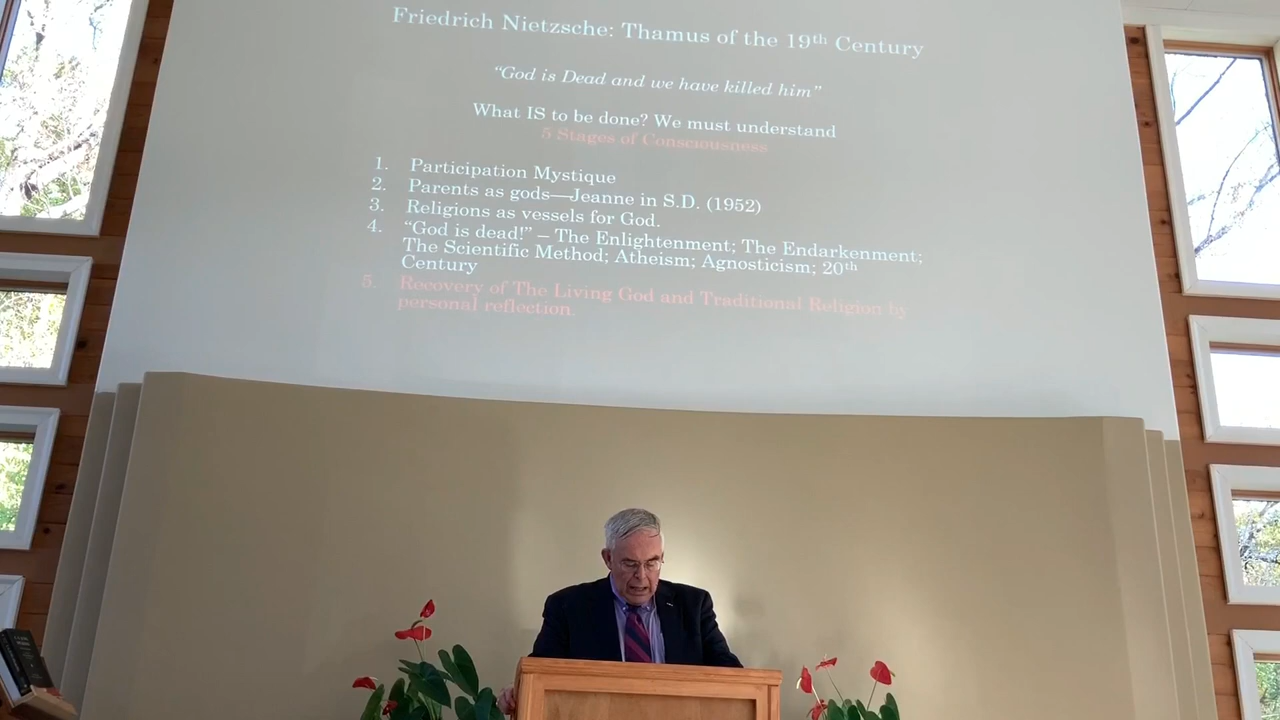 Friedrich Nietzsche: Thamus of the 19th Century
“God is Dead and we have killed him”
What IS to be done? We must understand
5 Stages of Consciousness
1. Participation Mystique
2. Parents as gods—Jeanne in S.D. (1952)
3. Religions as vessels for God.
4. “God is dead!” – The Enlightenment; The Endarkenment;
The Scientific Method; Atheism; Agnosticism; 20th
Century
5. Recovery of The Living God and Traditional Religion by
personal reflection.